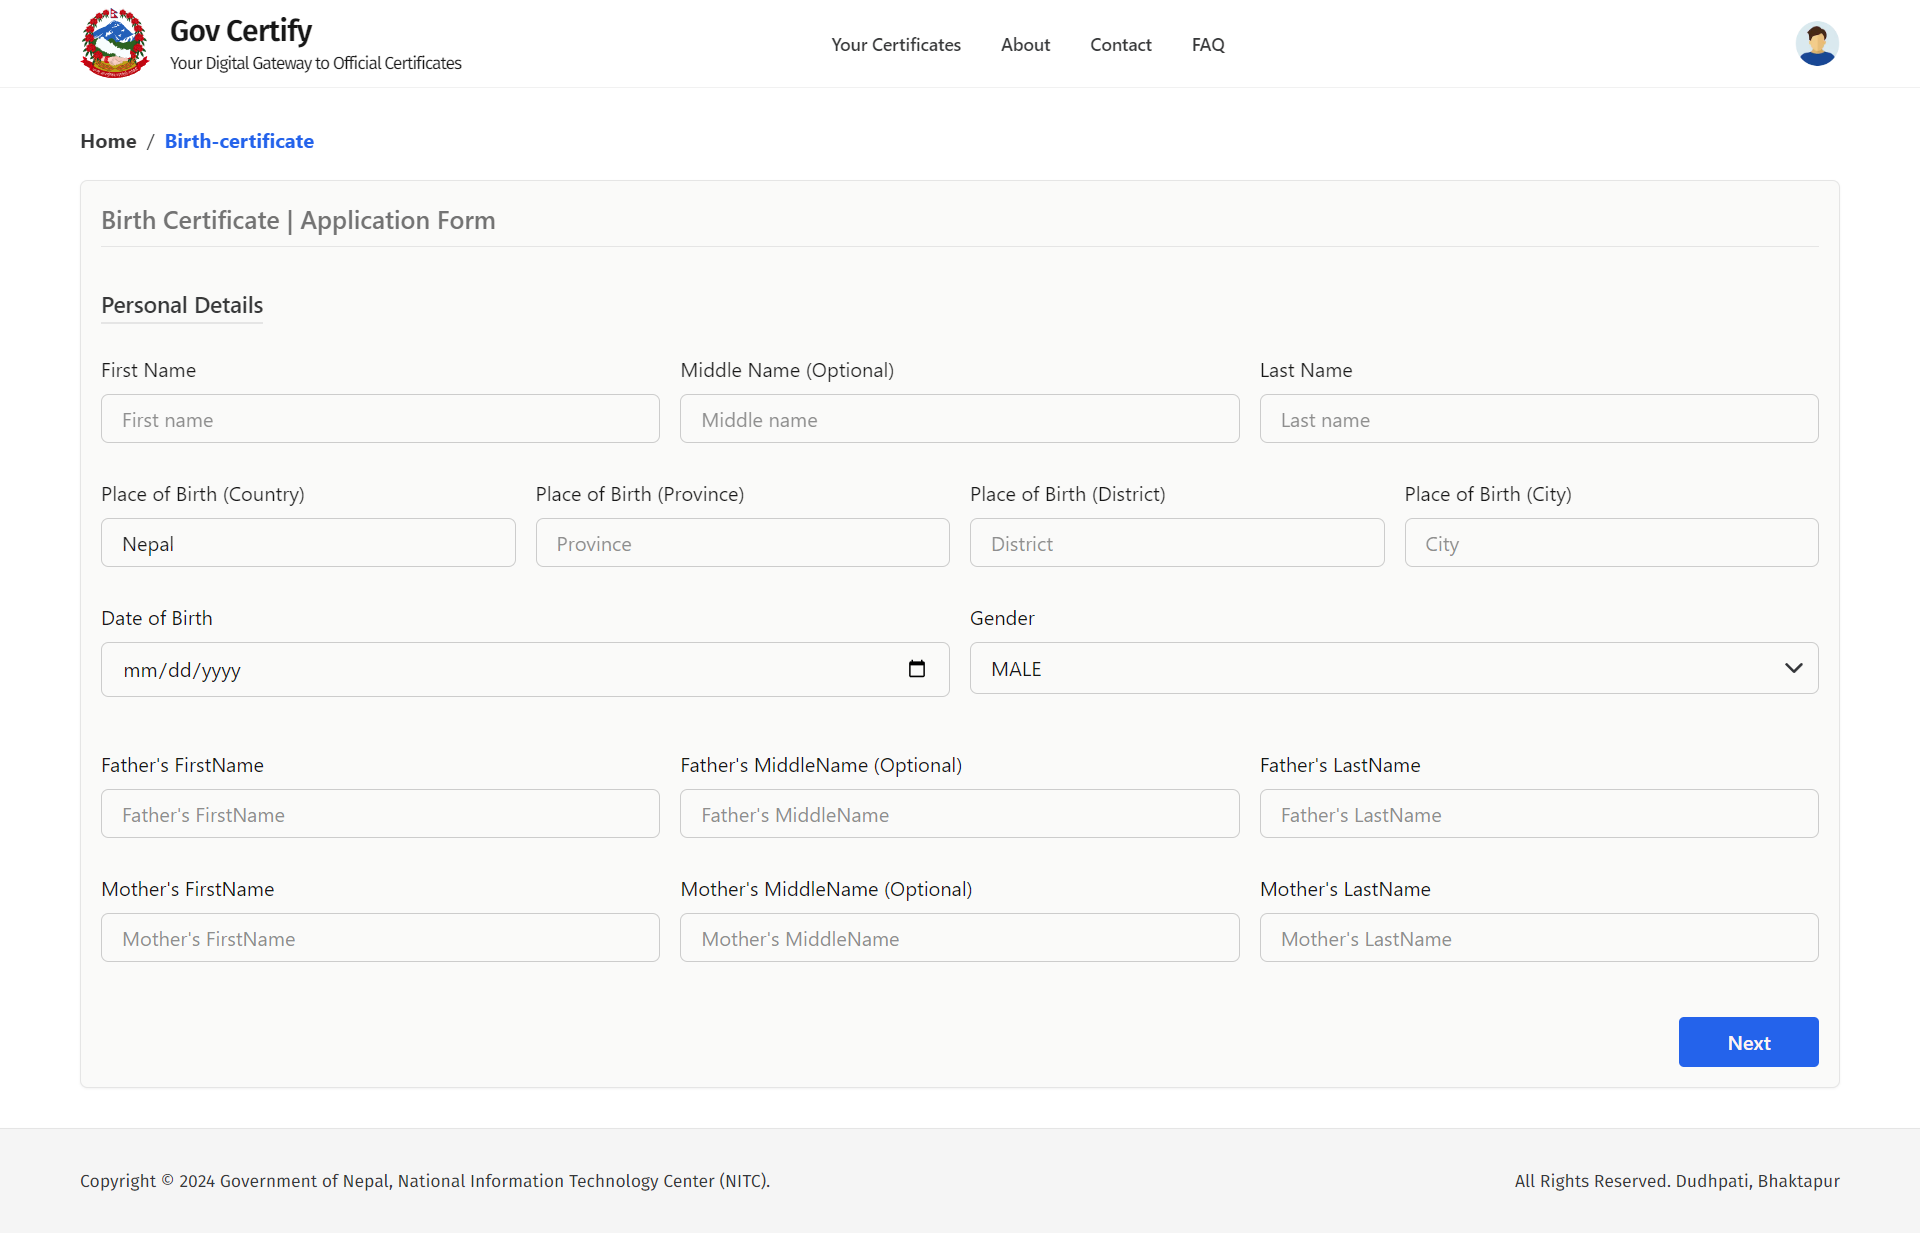 Gov Certify
Your Digital Gateway to Official Certificates
Your Certificates
About
Contact
FAQ
Home / Birth-certificate
Birth Certificate | Application Form
Personal Details
First Name
Middle Name (Optional)
Last Name
First name
Middle name
Last name
Place of Birth (Country)
Place of Birth (Province)
Place of Birth (District)
Place of Birth (City)
Nepal
Province
District
City
Date of Birth
Gender
mm/dd/yyyy
MALE
Father's FirstName
Father's MiddleName (Optional)
Father's LastName
Father's FirstName
Father's MiddleName
Father's LastName
Mother's FirstName
Mother's MiddleName (Optional)
Mother's LastName
Mother's FirstName
Mother's MiddleName
Mother's LastName
Next
Copyright © 2024 Government of Nepal, National Information Technology Center (NITC).
All Rights Reserved. Dudhpati, Bhaktapur